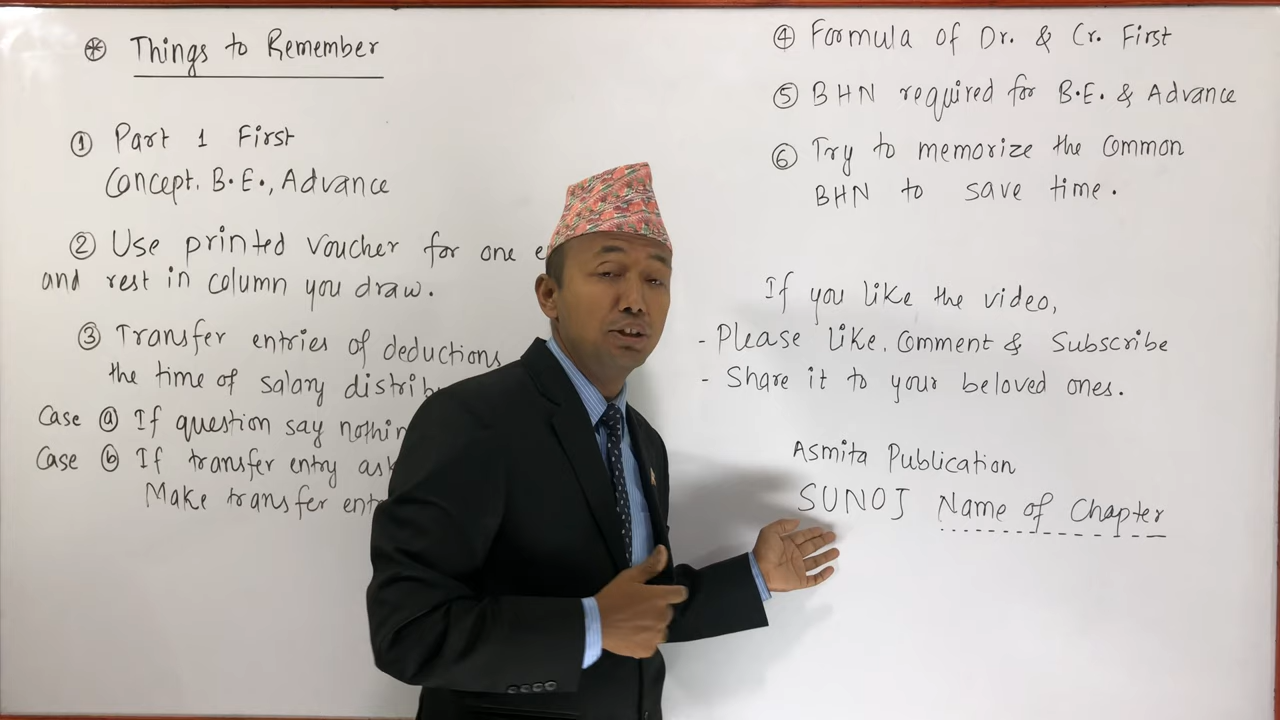 * Things to Remember
① Part 1 First
Concept, B.E., Advance
② Use printed voucher for one
and rest in column you draw.
③ Transfer entries of deductions
the time of salary
Case ⓐ If question say
Case ⓑ If transfer entry
Make transfer
④ Formula of Dr. & Cr. First
⑤ BHN required for B.E. & Advance
⑥ Try to memorize the Common
BHN to save time.
If you like the video,
- Please Like, Comment & Subscribe
- Share it to your beloved ones.
Asmita Publication
SUNOJ Name of Chapter